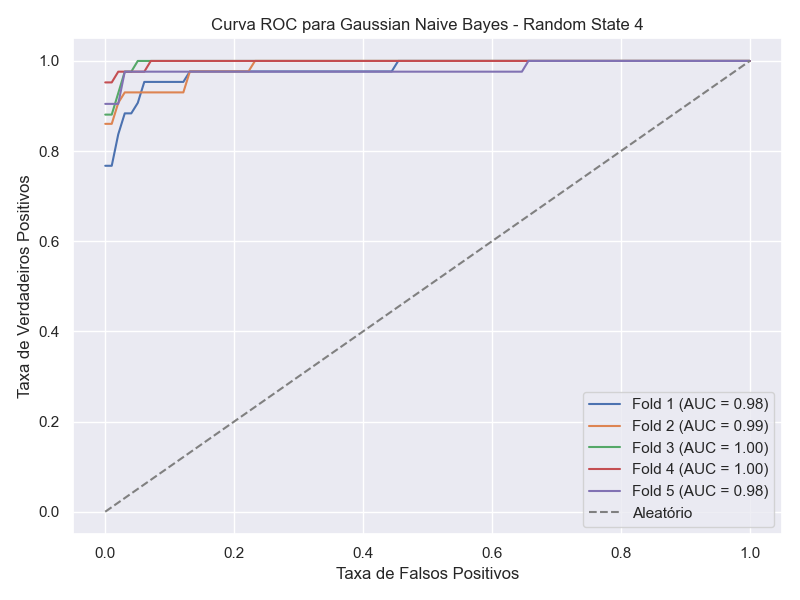 Curva ROC para Gaussian Naive Bayes - Random State 4
1.0
0.8
0.6
0.4
0.2
0.0
Taxa de Verdadeiros Positivos
Fold 1 (AUC = 0.98)
Fold 2 (AUC = 0.99)
Fold 3 (AUC = 1.00)
Fold 4 (AUC = 1.00)
Fold 5 (AUC = 0.98)
Aleatório
0.0 0.2 0.4 0.6 0.8 1.0
Taxa de Falsos Positivos